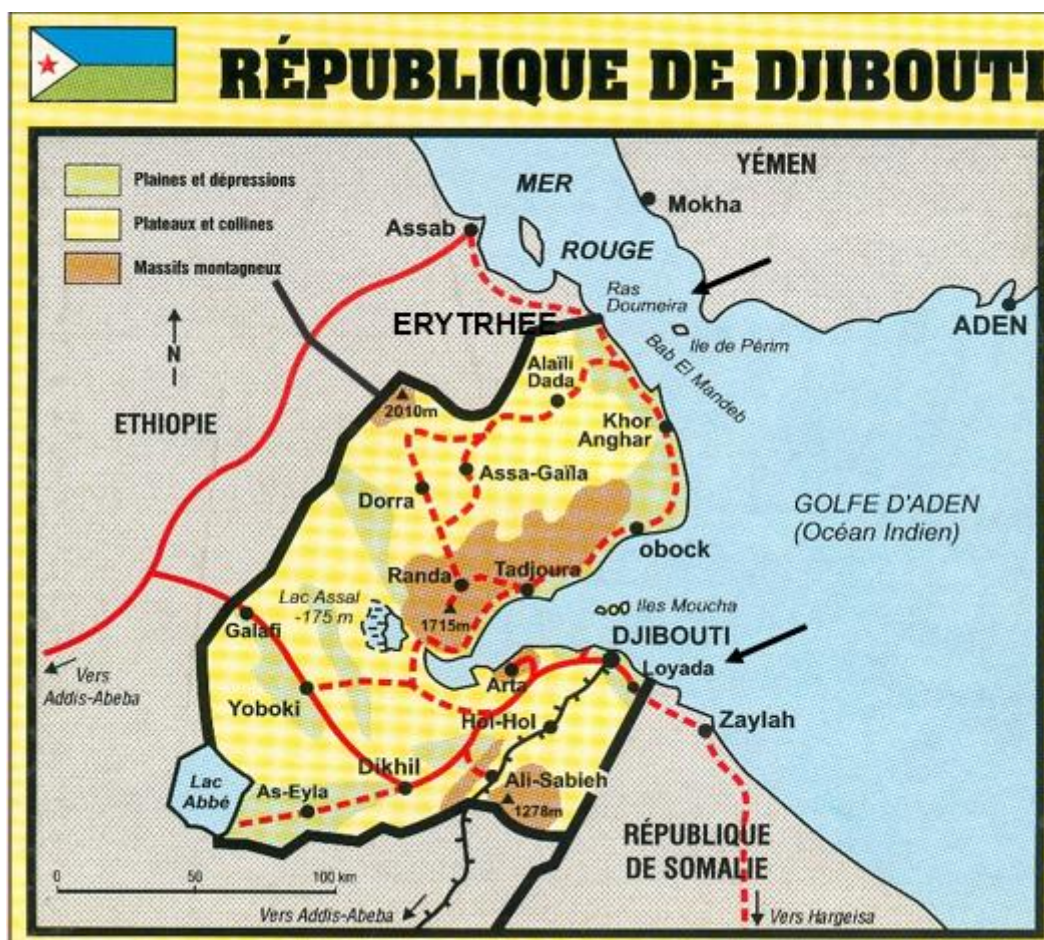 RÉPUBLIQUE DE DJIBOUTI
Plaines et dépressions
Plateaux et collines
Massifs montagneux
MER
ROUGE
YÉMEN
Mokha
Assab
Ras
Doumeira
ADEN
ERYTRHEE
Ile de Périm
Bab El Mandeb
N
Alaïli
Dada
2010m
ETHIOPIE
Khor
Anghar
Assa-Gaïla
Dorra
GOLFE D'ADEN
(Océan Indien)
obock
Randa
Tadjoura
Lac Assal
-175 m
1715m
Iles Moucha
Galafi
DJIBOUTI
Loyada
Vers
Addis-Abeba
Arta
Yoboki
Hol-Hol
Zaylah
Dikhil
Lac
Abbé
As-Eyla
Ali-Sabieh
1278m
RÉPUBLIQUE
DE SOMALIE
0 50 100 km
Vers Addis-Abeba
Vers Hargeisa